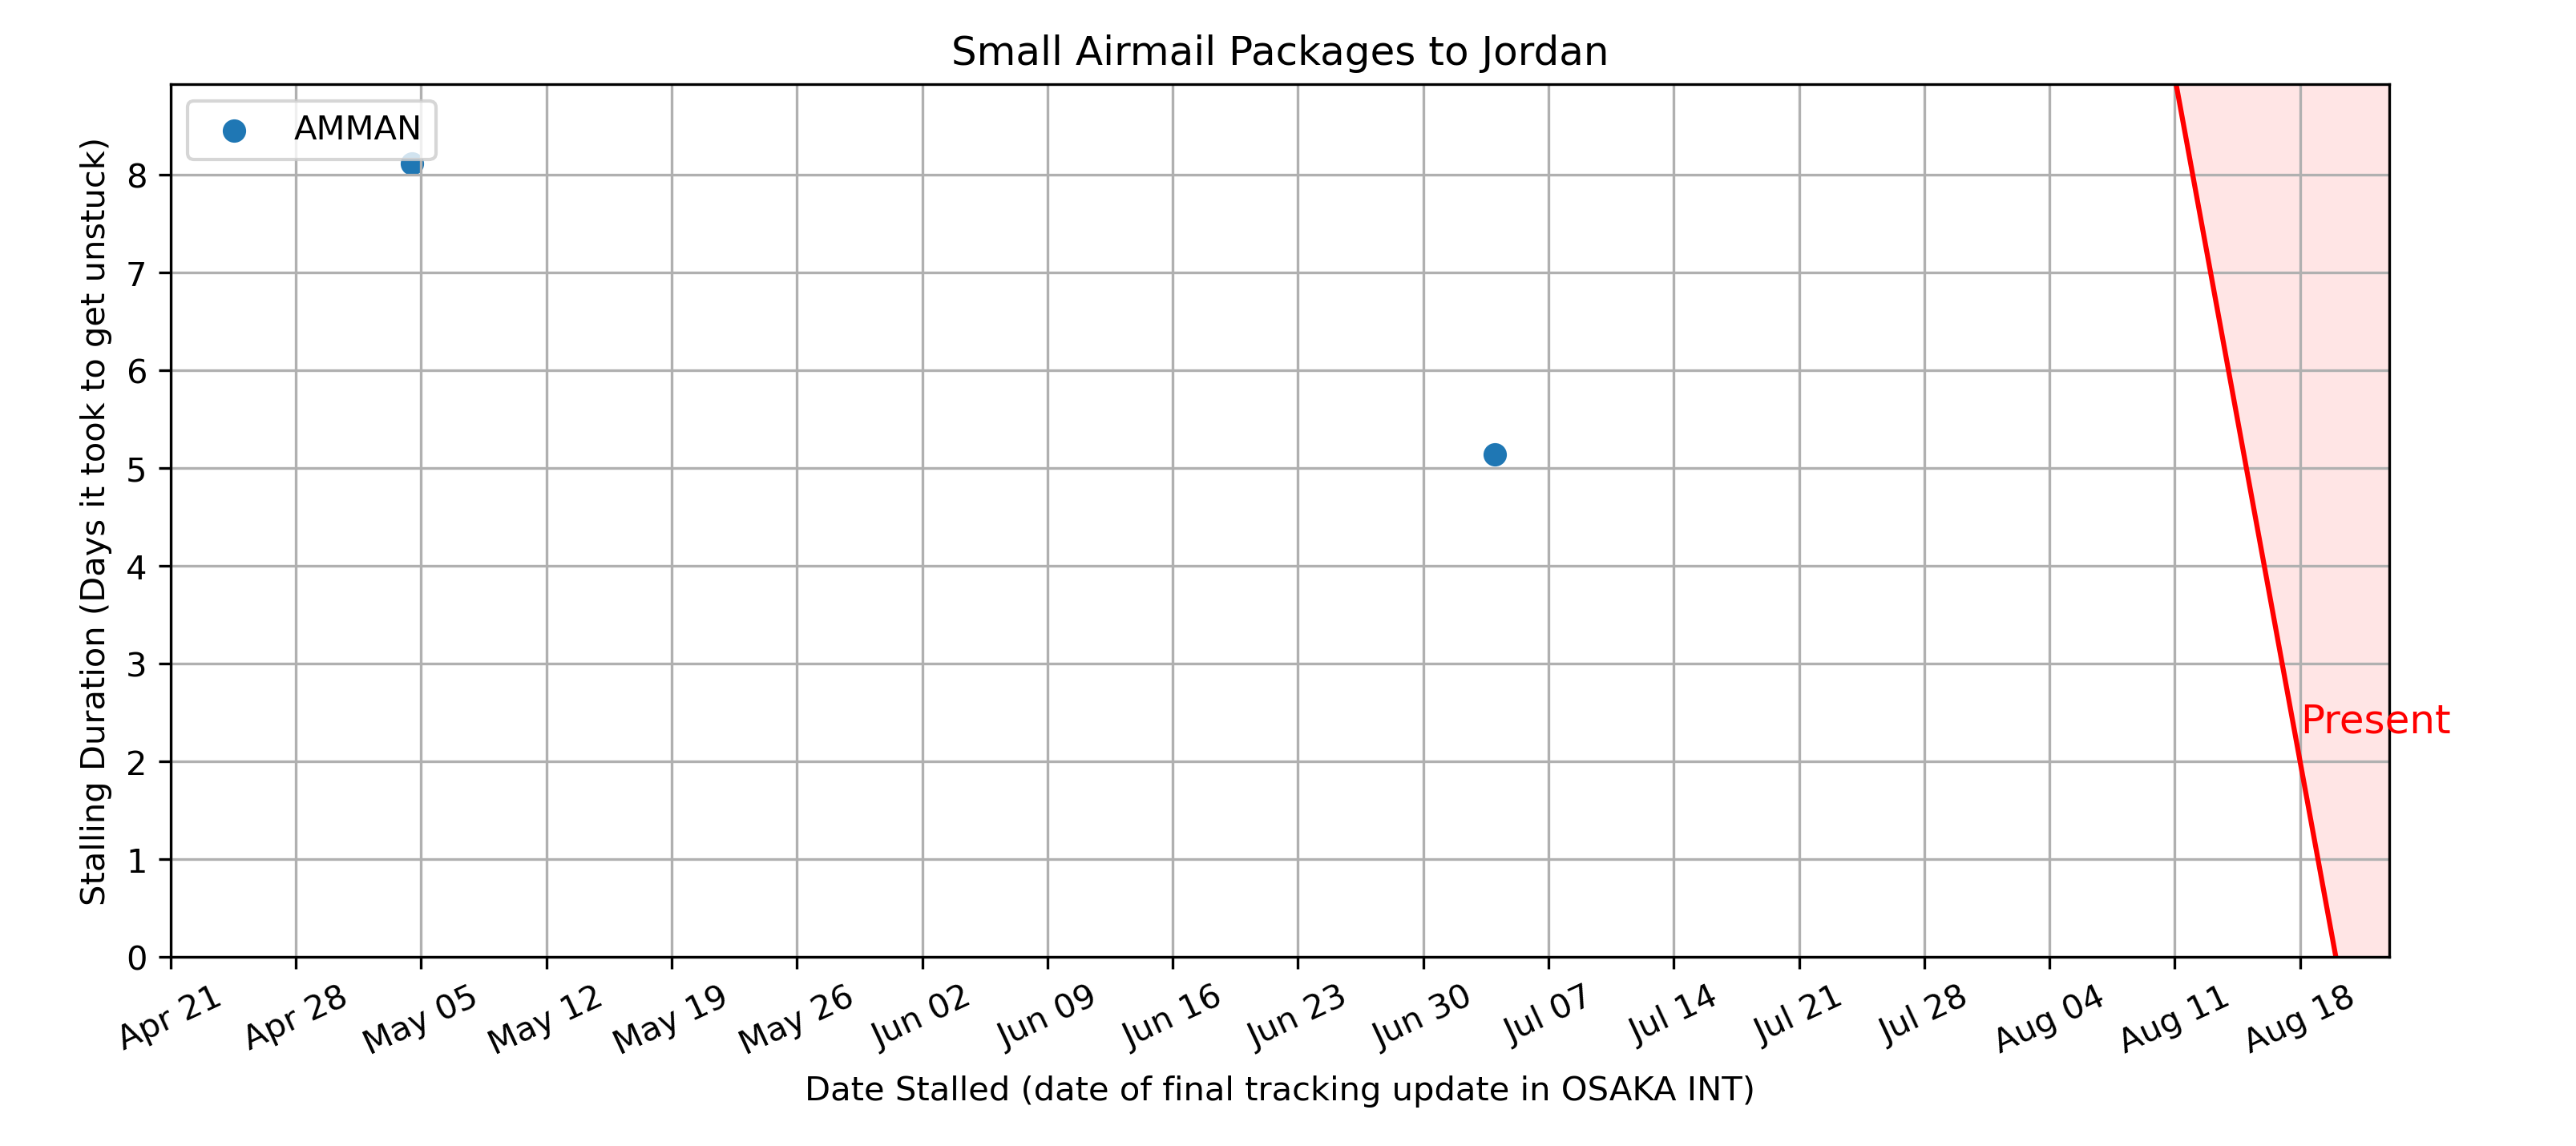 Small Airmail Packages to Jordan
AMMAN
Stalling Duration (Days it took to get unstuck)
8
7
6
5
4
3
2
1
0
Present
Apr 21
Apr 28
May 05
May 12
May 19
May 26
Jun 02
Jun 09
Jun 16
Jun 23
Jun 30
Jul 07
Jul 14
Jul 21
Jul 28
Aug 04
Aug 11
Aug 18
Date Stalled (date of final tracking update in OSAKA INT)